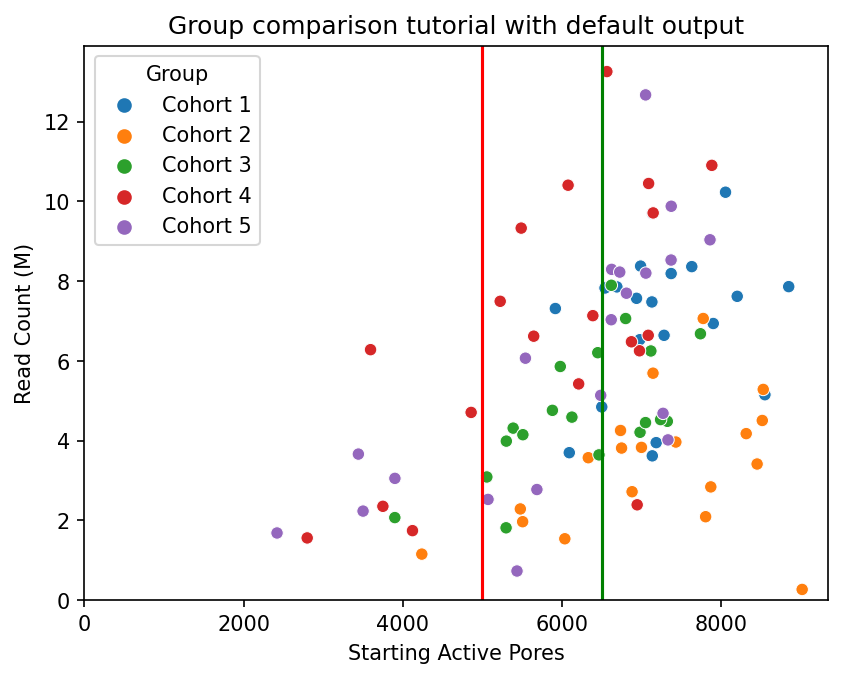 Group comparison tutorial with default output
Group
Cohort 1
Cohort 2
Cohort 3
Cohort 4
Cohort 5
Read Count (M)
12
10
8
6
4
2
0
0 2000 4000 6000 8000
Starting Active Pores